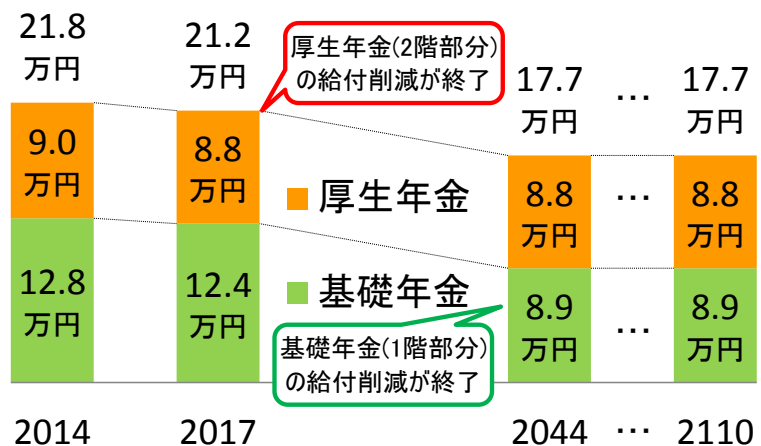 21.8
万円
21.2
万円
厚生年金(2階部分)
の給付削減が終了
17.7
万円
…
17.7
万円
9.0
万円
8.8
万円
厚生年金
8.8
万円
…
8.8
万円
12.8
万円
12.4
万円
基礎年金
8.9
万円
…
8.9
万円
基礎年金(1階部分)
の給付削減が終了
2014
2017
2044
…
2110